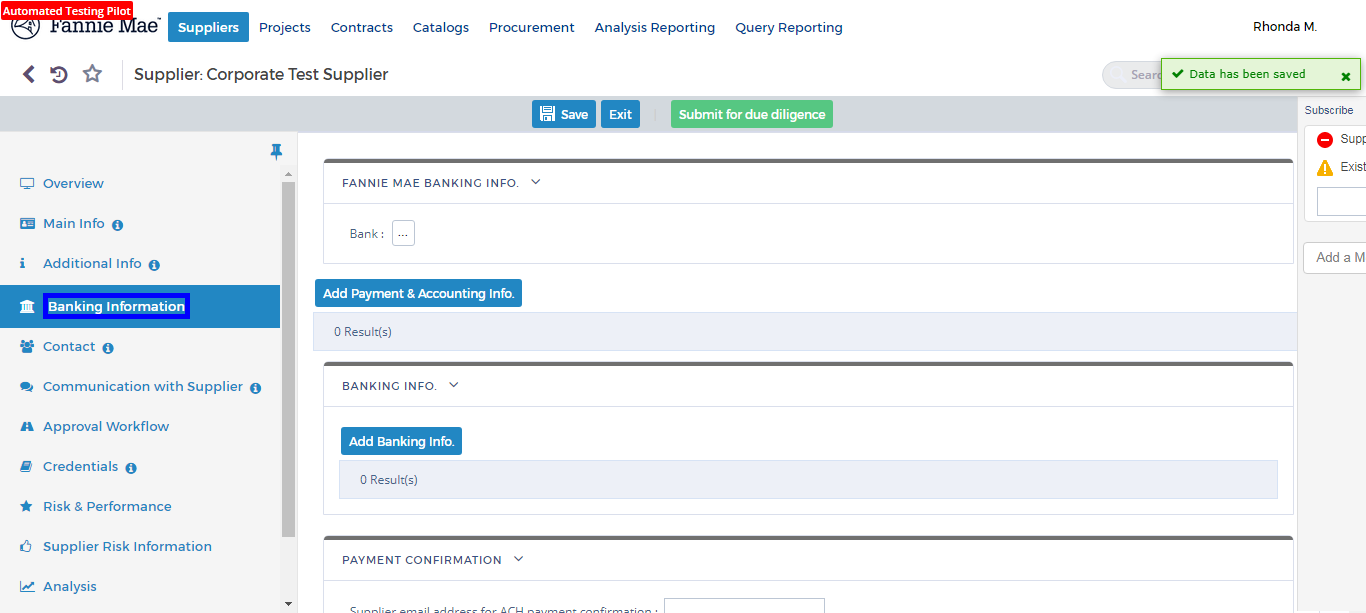 Automated Testing Pilot
Fannie Mae
Suppliers Projects Contracts Catalogs Procurement Analysis Reporting Query Reporting
Rhonda M.
Supplier: Corporate Test Supplier
Searc
Data has been saved
Save Exit Submit for due diligence
Subscribe
Supp
Exist
Add a M
Overview
Main Info
Additional Info
Banking Information
Contact
Communication with Supplier
Approval Workflow
Credentials
Risk & Performance
Supplier Risk Information
Analysis
FANNIE MAE BANKING INFO.
Bank : ...
Add Payment & Accounting Info.
0 Result(s)
BANKING INFO.
Add Banking Info.
0 Result(s)
PAYMENT CONFIRMATION
Supplier email address for ACH payment confirmation :